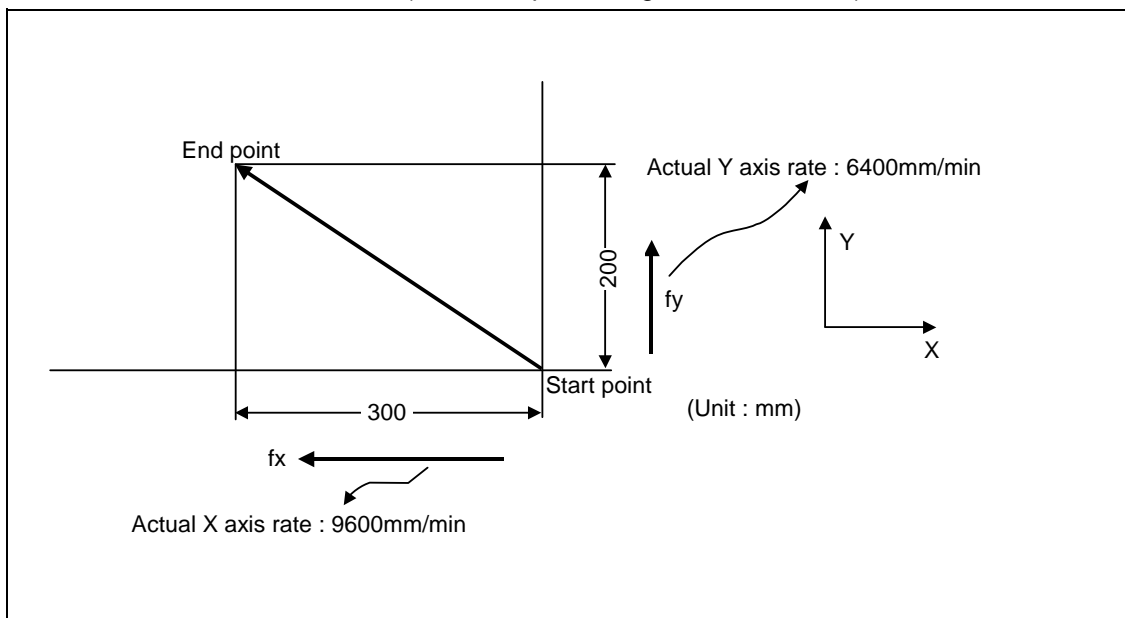 End point
Actual Y axis rate : 6400mm/min
Y
200
fy
X
Start point
300
(Unit : mm)
fx
Actual X axis rate : 9600mm/min